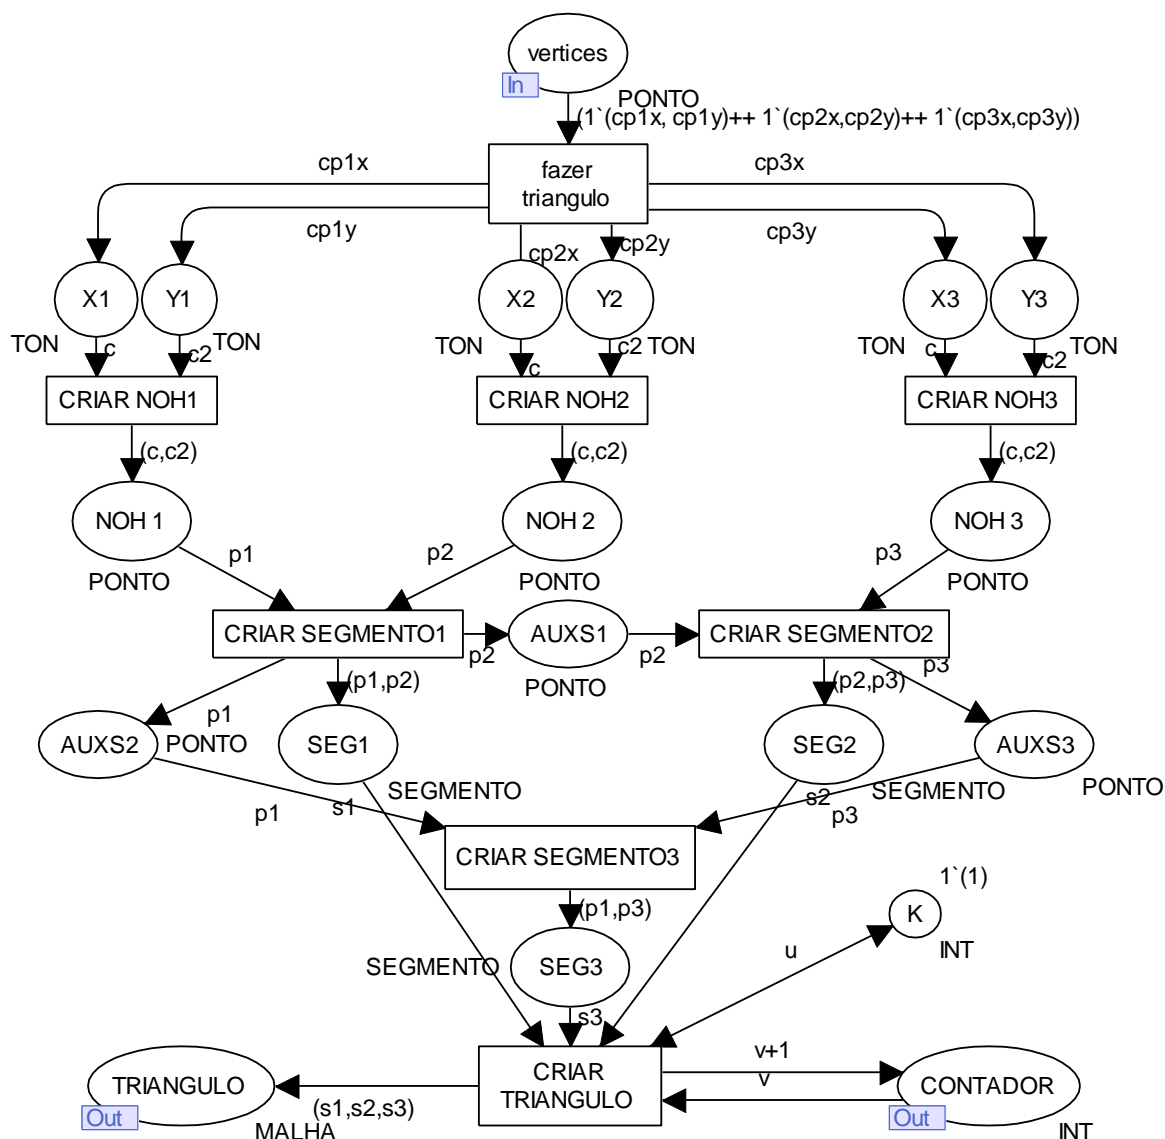 vertices
In
PONTO
(1`(cp1x, cp1y)++ 1`(cp2x,cp2y)++ 1`(cp3x,cp3y))
cp1x
fazer
triangulo
cp3x
cp1y
cp2x
cp2y
cp3y
X1
Y1
X2
Y2
X3
Y3
TON
c
c2
TON
TON
c
c2
TON
TON
c
c2
TON
CRIAR NOH1
CRIAR NOH2
CRIAR NOH3
(c,c2)
(c,c2)
(c,c2)
NOH 1
NOH 2
NOH 3
p1
p2
p3
PONTO
PONTO
PONTO
CRIAR SEGMENTO1
AUXS1
CRIAR SEGMENTO2
p2
p2
p3
PONTO
(p1,p2)
(p2,p3)
p1
AUXS2
PONTO
SEG1
SEG2
AUXS3
SEGMENTO
SEGMENTO
PONTO
p1
s1
s2
p3
CRIAR SEGMENTO3
1`(1)
(p1,p3)
K
u
INT
SEGMENTO
SEG3
s3
TRIANGULO
Out
(s1,s2,s3)
MALHA
CRIAR
TRIANGULO
v+1
v
CONTADOR
Out
INT